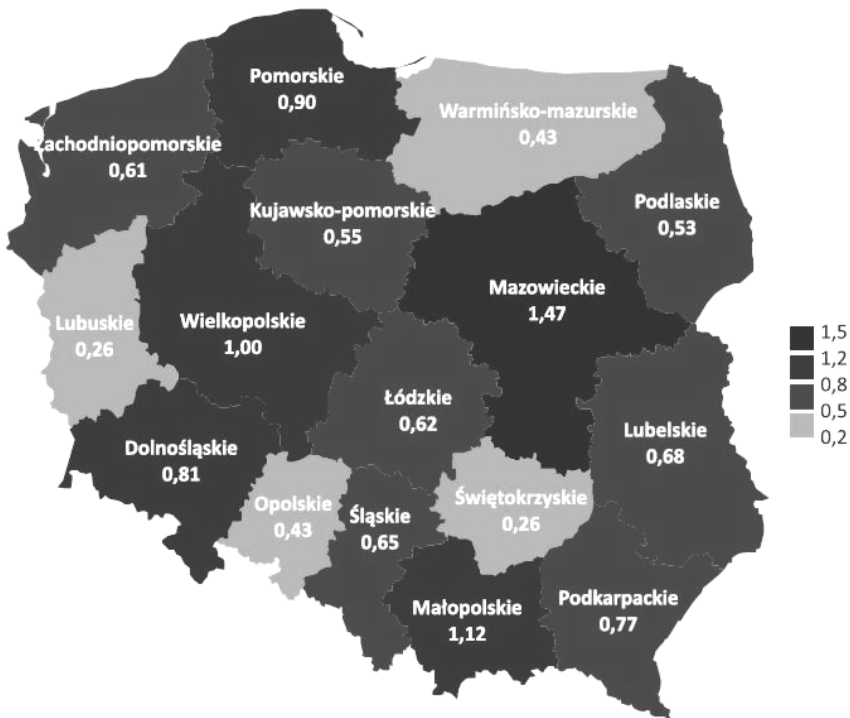 Pomorskie
0,90
Warmińsko-mazurskie
0,43
Zachodniopomorskie
0,61
Podlaskie
0,53
Kujawsko-pomorskie
0,55
Mazowieckie
1,47
Lubuskie
0,26
Wielkopolskie
1,00
Łódzkie
0,62
Lubelskie
0,68
Dolnośląskie
0,81
Opolskie
0,43
Śląskie
0,65
Świętokrzyskie
0,26
Małopolskie
1,12
Podkarpackie
0,77
1,5
1,2
0,8
0,5
0,2